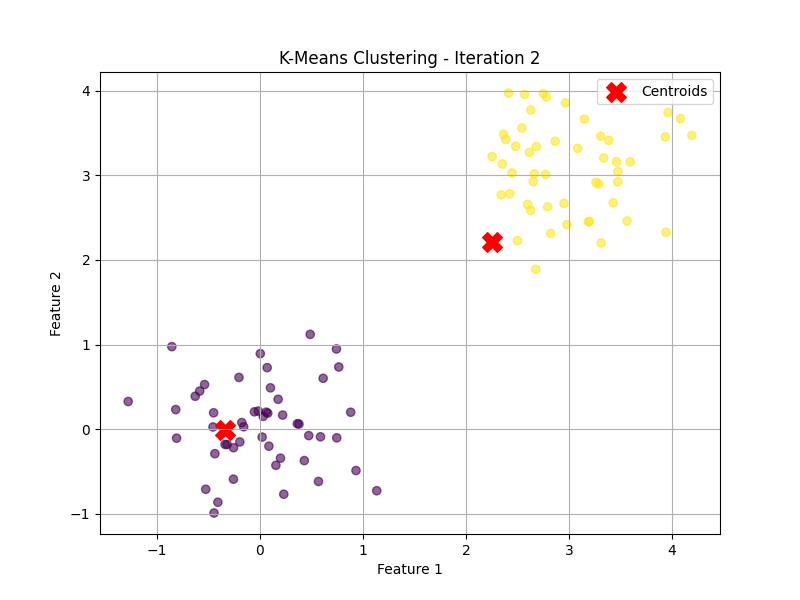 K-Means Clustering - Iteration 2
Centroids
4
3
2
1
0
−1
Feature 2
−1 0 1 2 3 4
Feature 1